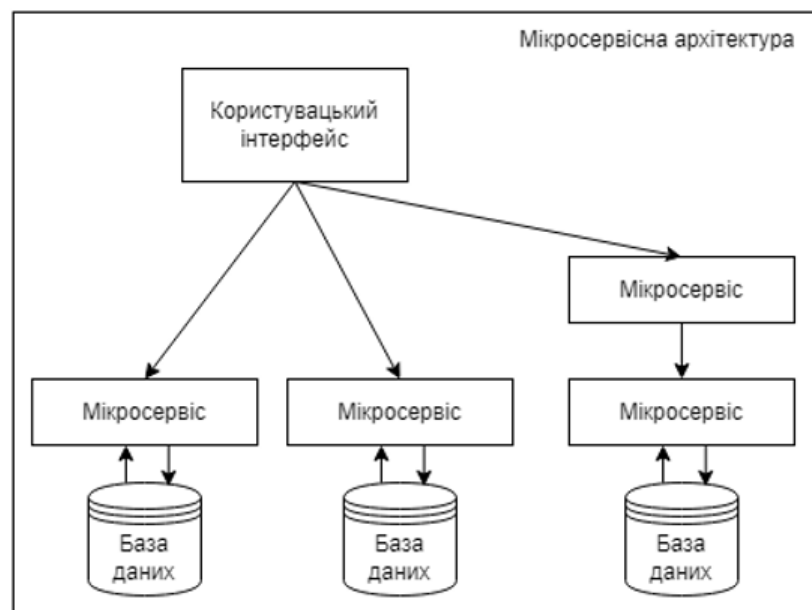 Мікросервісна архітектура
Користувацький
інтерфейс
Мікросервіс
Мікросервіс
Мікросервіс
Мікросервіс
База
даних
База
даних
База
даних